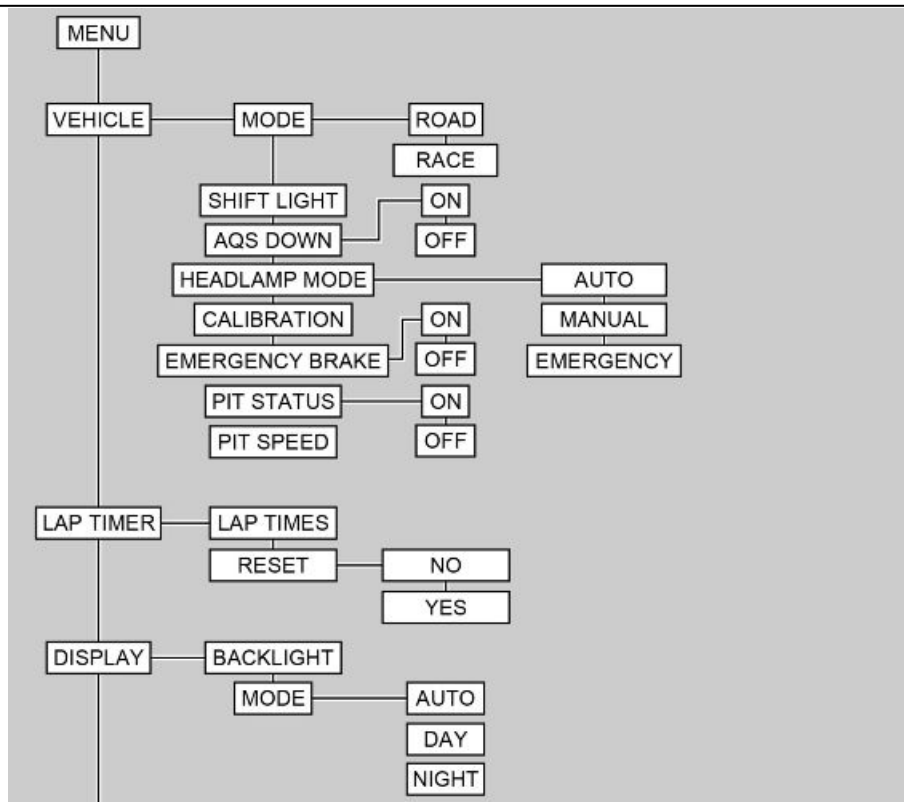 MENU
VEHICLE MODE ROAD
RACE
SHIFT LIGHT ON
AQS DOWN OFF
HEADLAMP MODE AUTO
CALIBRATION ON MANUAL
EMERGENCY BRAKE OFF EMERGENCY
PIT STATUS ON
PIT SPEED OFF
LAP TIMER LAP TIMES
RESET NO
YES
DISPLAY BACKLIGHT
MODE AUTO
DAY
NIGHT